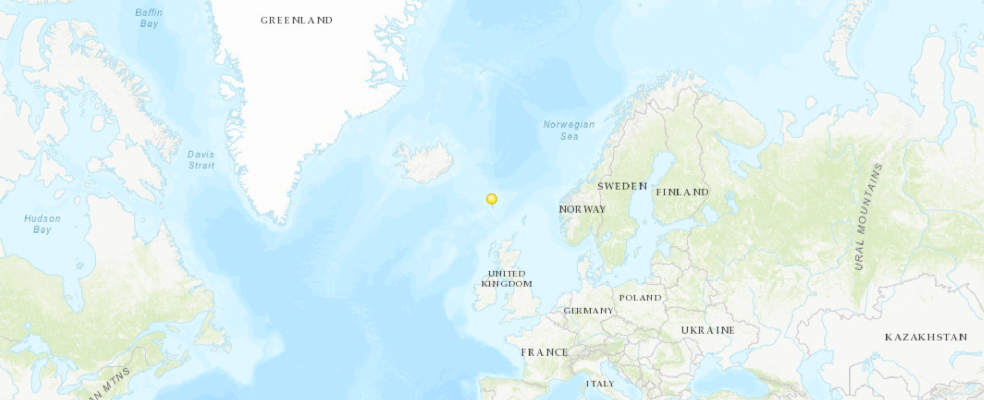 Baffin
Bay
GREENLAND
Norwegian
Sea
Davis
Strait
SWEDEN
FINLAND
NORWAY
Hudson
Bay
URAL MOUNTAINS
UNITED
KINGDOM
POLAND
GERMANY
UKRAINE
KAZAKHSTAN
FRANCE
ITALY
AN MTNS